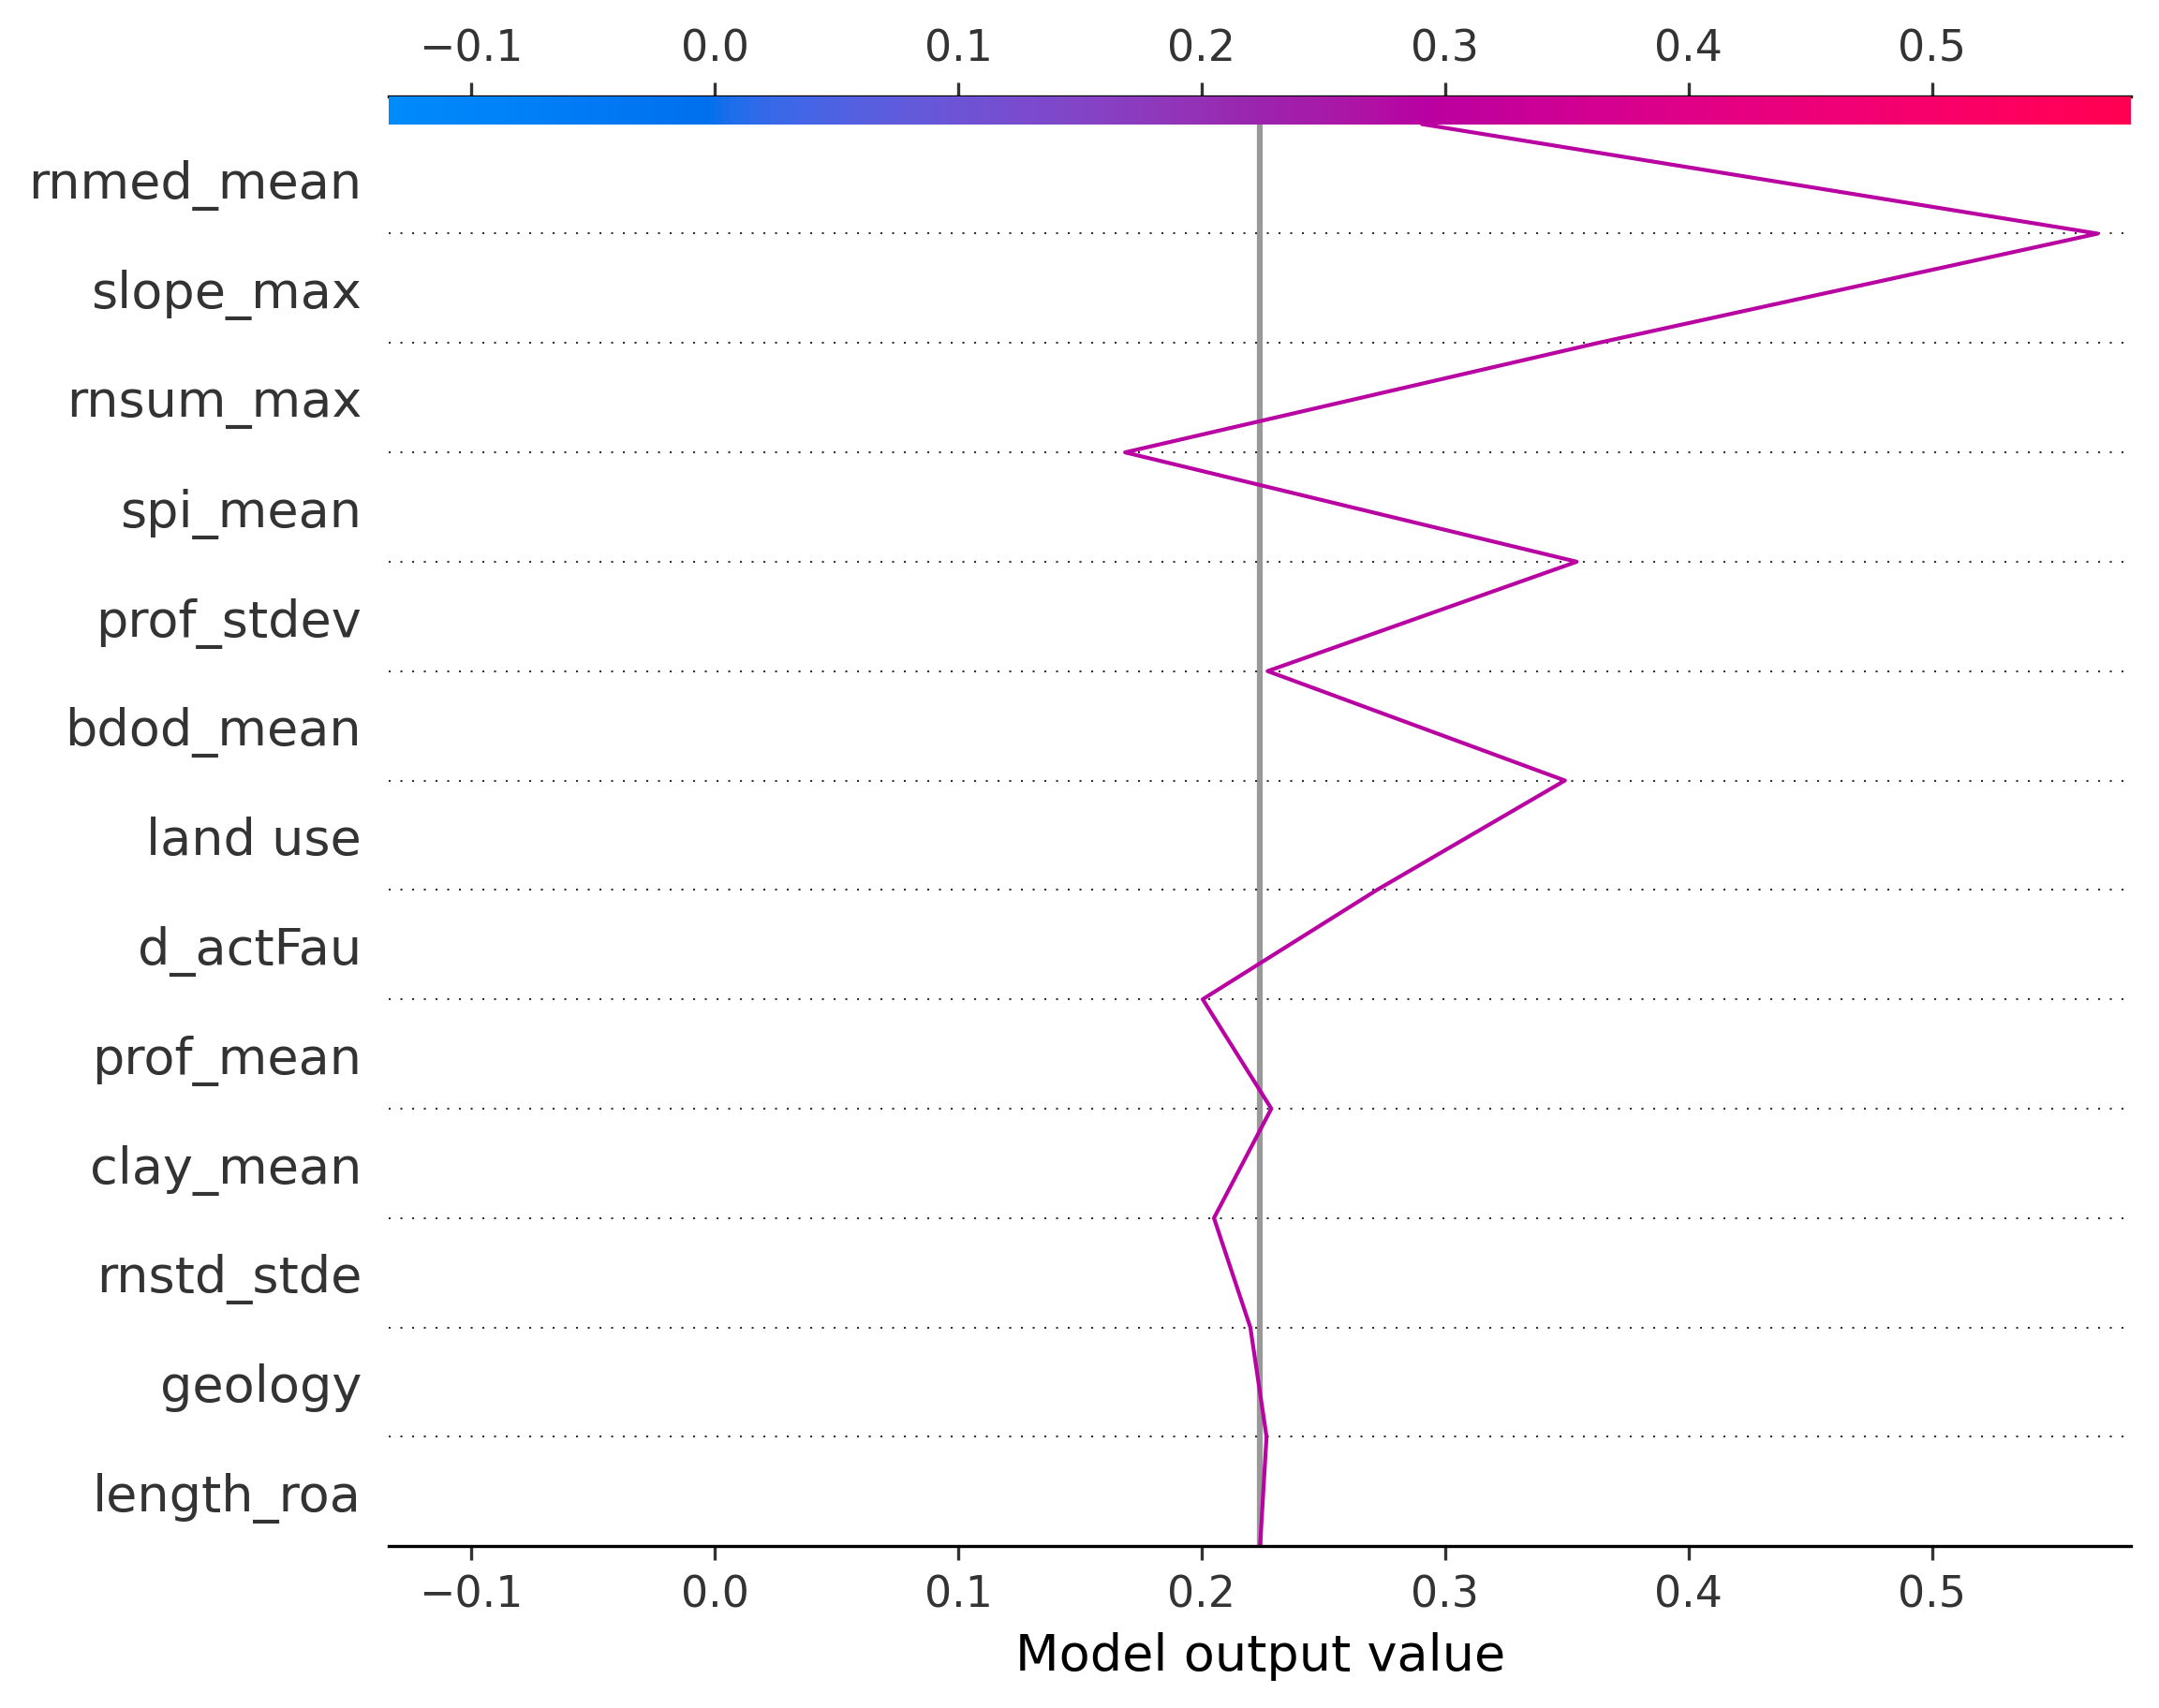 −0.1 0.0 0.1 0.2 0.3 0.4 0.5
rnmed_mean
slope_max
rnsum_max
spi_mean
prof_stdev
bdod_mean
land use
d_actFau
prof_mean
clay_mean
rnstd_stde
geology
length_roa
−0.1 0.0 0.1 0.2 0.3 0.4 0.5
Model output value